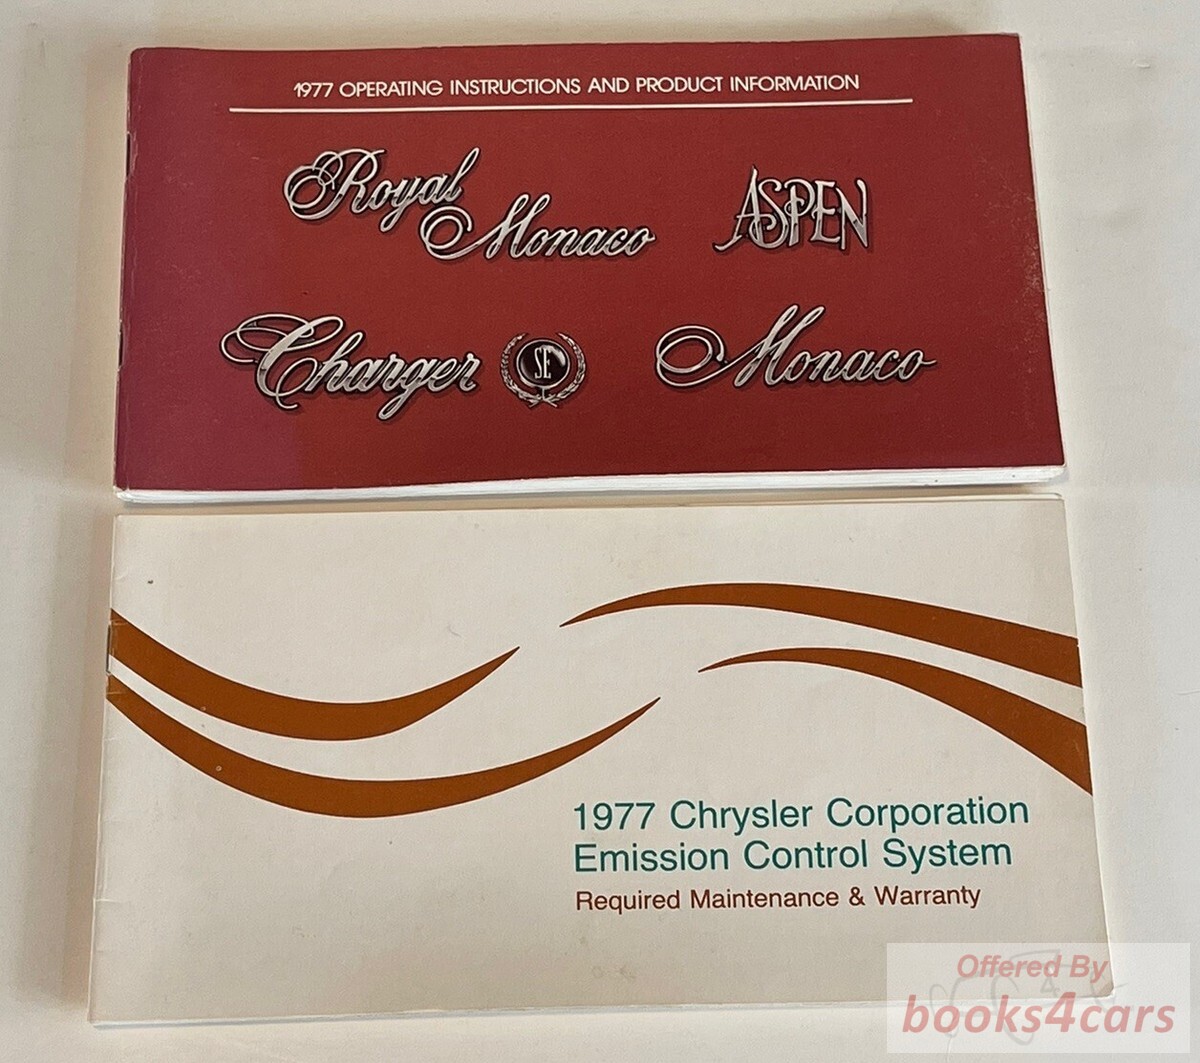 1977 OPERATING INSTRUCTIONS AND PRODUCT INFORMATION
Royal Monaco
ASPEN
Charger SE
Monaco
1977 Chrysler Corporation
Emission Control System
Required Maintenance & Warranty
Offered By
books4cars